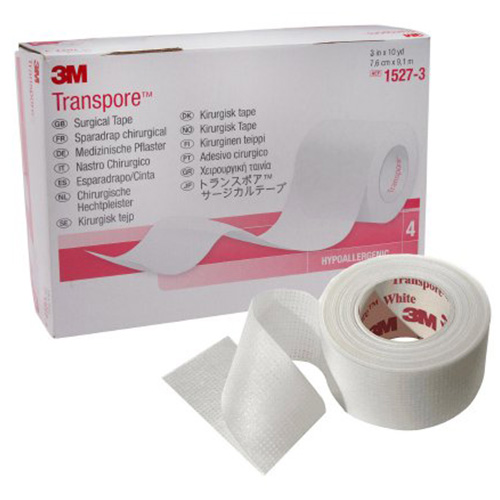 3M
Transpore™
GB Surgical Tape
FR Sparadrap chirurgical
DE Medizinische Pflaster
IT Nastro Chirurgico
ES Esparadrapo/Cinta
NL Chirurgische
Hechtpleister
SE Kirurgisk tejp
DK Kirurgisk tape
NO Kirurgisk Tape
FI Kirurginen teippi
PT Adesivo cirurgico
GR Χειρουργική ταινία
JP トランスポア™
サージカルテープ
3 in x 10 yd
7,6 cm x 9,1 m
REF 1527-3
4
HYPOALLERGENIC
Transpore
White
3M